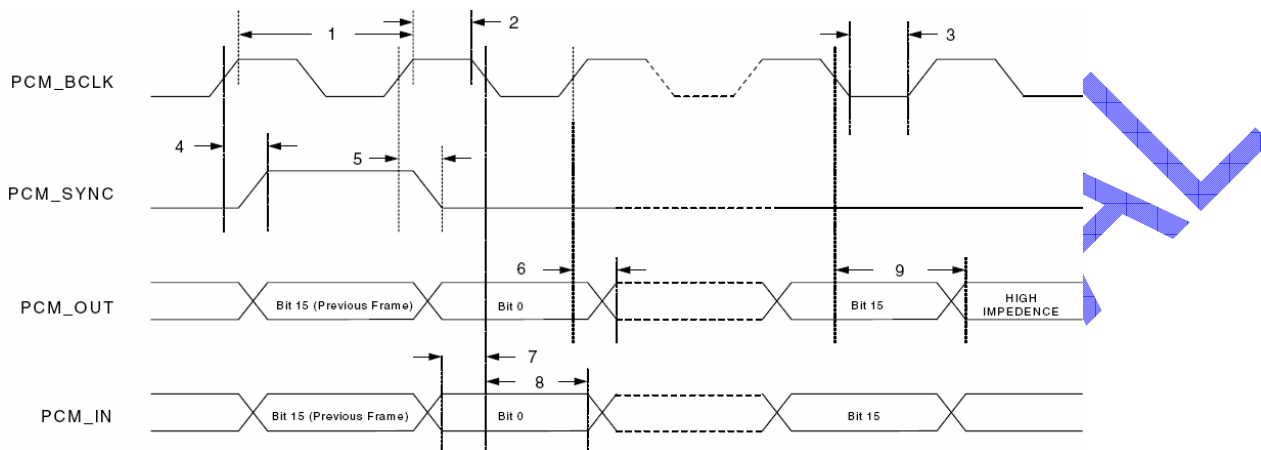 1
2
3
PCM_BCLK
4
5
PCM_SYNC
6
9
PCM_OUT
Bit 15 (Previous Frame)
Bit 0
Bit 15
HIGH
IMPEDENCE
7
8
PCM_IN
Bit 15 (Previous Frame)
Bit 0
Bit 15